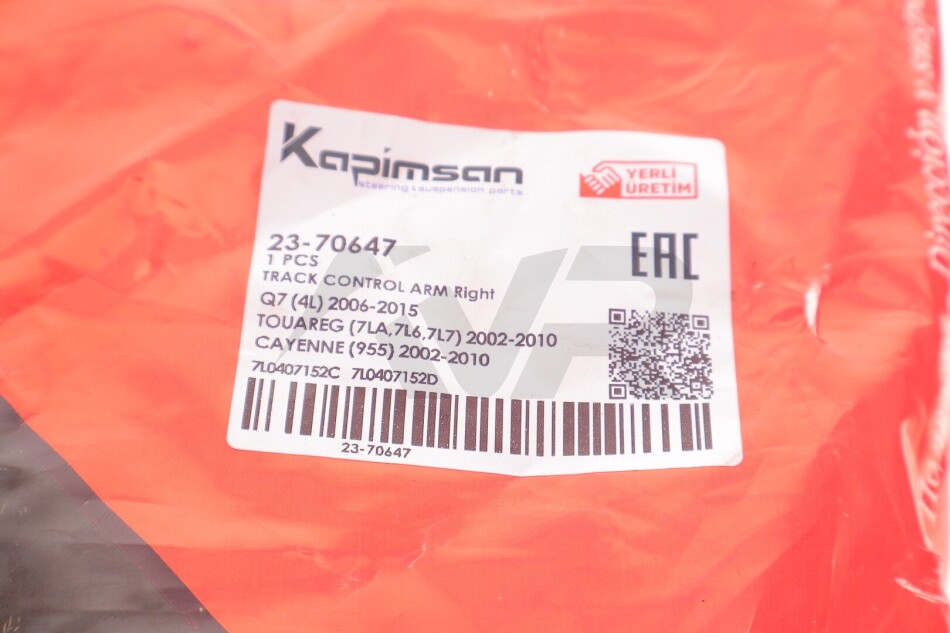 Kapimsan
steering & suspension parts
YERLİ
ÜRETİM
23-70647
1 PCS
EAC
TRACK CONTROL ARM Right
Q7 (4L) 2006-2015
TOUAREG (7LA,7L6,7L7) 2002-2010
CAYENNE (955) 2002-2010
7L0407152C 7L0407152D
23-70647
AVR